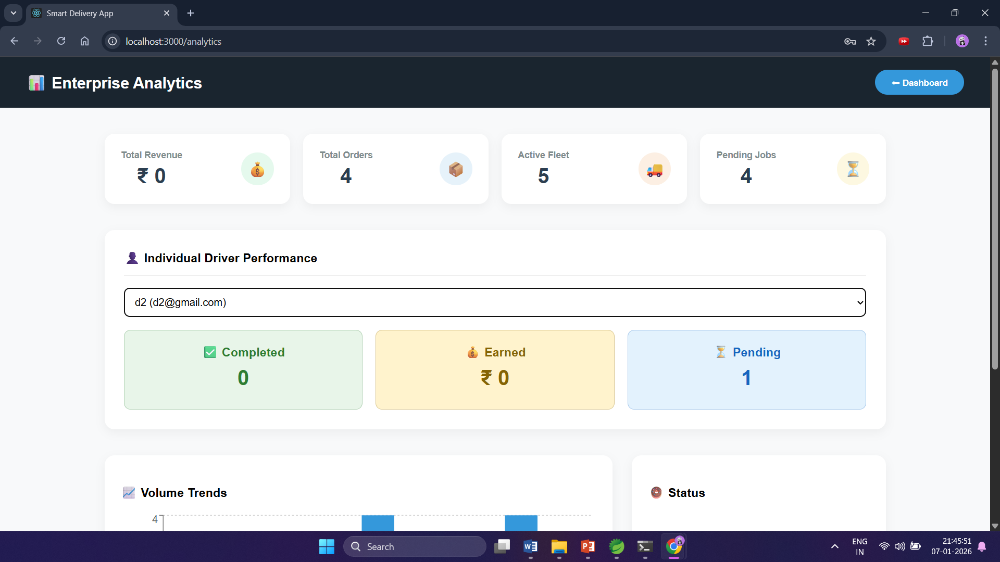 Smart Delivery App
localhost:3000/analytics
Enterprise Analytics
← Dashboard
Total Revenue
₹ 0
Total Orders
4
Active Fleet
5
Pending Jobs
4
Individual Driver Performance
d2 (d2@gmail.com)
Completed
0
Earned
₹ 0
Pending
1
Volume Trends
4
Status
Search
ENG
IN
21:45:51
07-01-2026